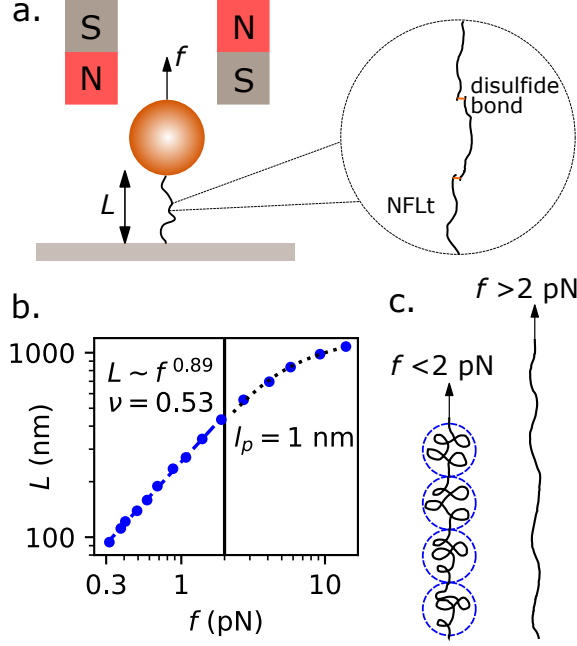 a.
S
N
N
S
f
L
disulfide
bond
NFLt
b.
1000
100
L (nm)
L ~ f^0.89
ν = 0.53
l_p = 1 nm
0.3
1
10
f (pN)
c.
f >2 pN
f <2 pN